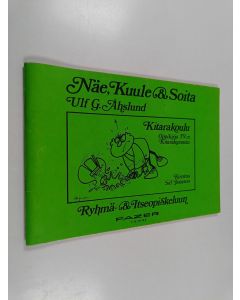 Näe, Kuule & Soita
Ulf G. Åhslund
Kitarakoulu
Ryhmä- & Itseopiskeluun
FAZER